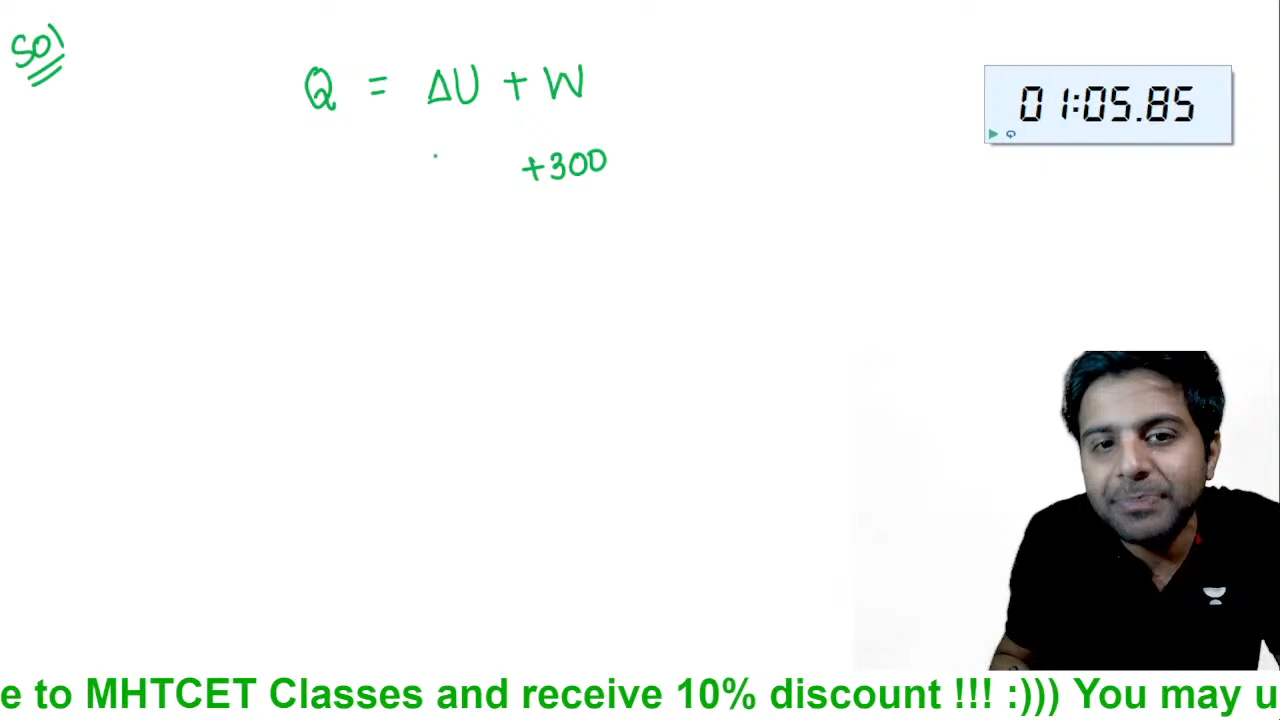 Sol
Q = ΔU + W
+300
01:05.85
e to MHTCET Classes and receive 10% discount !!! :))) You may u